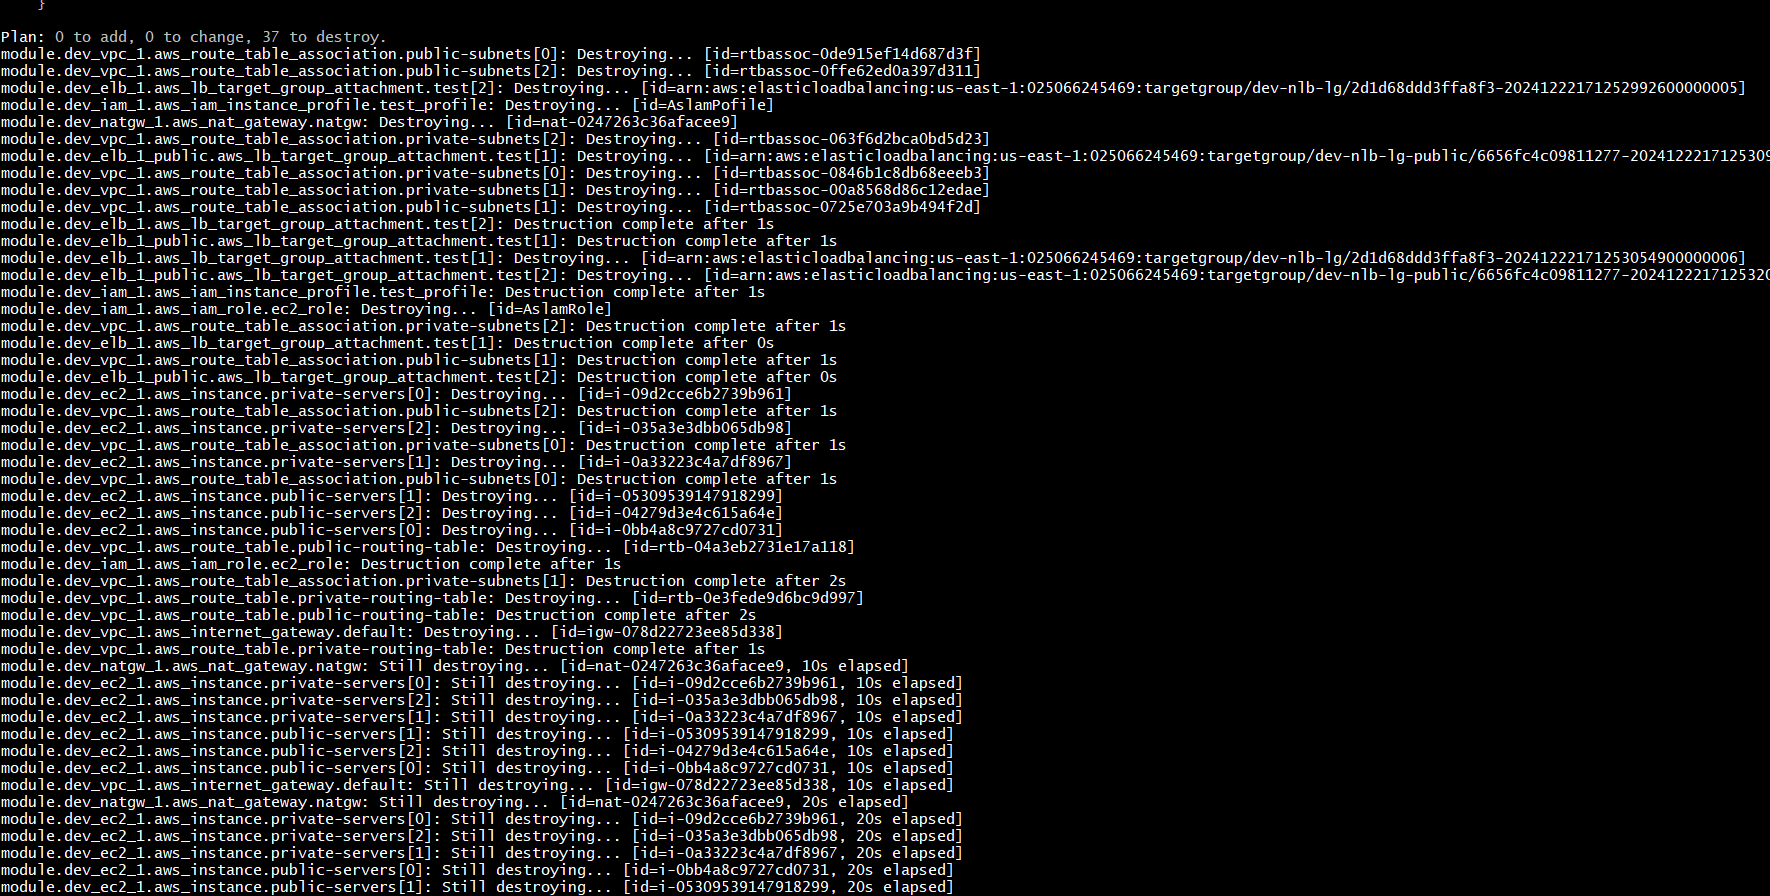 }
Plan: 0 to add, 0 to change, 37 to destroy.
module.dev_vpc_1.aws_route_table_association.public-subnets[0]: Destroying... [id=rtbassoc-0de915ef14d687d3f]
module.dev_vpc_1.aws_route_table_association.public-subnets[2]: Destroying... [id=rtbassoc-0ffe62ed0a397d311]
module.dev_elb_1.aws_lb_target_group_attachment.test[2]: Destroying... [id=arn:aws:elasticloadbalancing:us-east-1:025066245469:targetgroup/dev-nlb-lg/2d1d68ddd3ffa8f3-20241222171252992600000005]
module.dev_iam_1.aws_iam_instance_profile.test_profile: Destroying... [id=AslamPofile]
module.dev_natgw_1.aws_nat_gateway.natgw: Destroying... [id=nat-0247263c36afacee9]
module.dev_vpc_1.aws_route_table_association.private-subnets[2]: Destroying... [id=rtbassoc-063f6d2bca0bd5d23]
module.dev_elb_1_public.aws_lb_target_group_attachment.test[1]: Destroying... [id=arn:aws:elasticloadbalancing:us-east-1:025066245469:targetgroup/dev-nlb-lg-public/6656fc4c09811277-2024122217125309
module.dev_vpc_1.aws_route_table_association.private-subnets[0]: Destroying... [id=rtbassoc-0846b1c8db68eeeb3]
module.dev_vpc_1.aws_route_table_association.private-subnets[1]: Destroying... [id=rtbassoc-00a8568d86c12edae]
module.dev_vpc_1.aws_route_table_association.public-subnets[1]: Destroying... [id=rtbassoc-0725e703a9b494f2d]
module.dev_elb_1.aws_lb_target_group_attachment.test[2]: Destruction complete after 1s
module.dev_elb_1_public.aws_lb_target_group_attachment.test[1]: Destruction complete after 1s
module.dev_elb_1.aws_lb_target_group_attachment.test[1]: Destroying... [id=arn:aws:elasticloadbalancing:us-east-1:025066245469:targetgroup/dev-nlb-lg/2d1d68ddd3ffa8f3-20241222171253054900000006]
module.dev_elb_1_public.aws_lb_target_group_attachment.test[2]: Destroying... [id=arn:aws:elasticloadbalancing:us-east-1:025066245469:targetgroup/dev-nlb-lg-public/6656fc4c09811277-2024122217125320
module.dev_iam_1.aws_iam_instance_profile.test_profile: Destruction complete after 1s
module.dev_iam_1.aws_iam_role.ec2_role: Destroying... [id=AslamRole]
module.dev_vpc_1.aws_route_table_association.private-subnets[2]: Destruction complete after 1s
module.dev_elb_1.aws_lb_target_group_attachment.test[1]: Destruction complete after 0s
module.dev_vpc_1.aws_route_table_association.public-subnets[1]: Destruction complete after 1s
module.dev_elb_1_public.aws_lb_target_group_attachment.test[2]: Destruction complete after 0s
module.dev_ec2_1.aws_instance.private-servers[0]: Destroying... [id=i-09d2cce6b2739b961]
module.dev_vpc_1.aws_route_table_association.public-subnets[2]: Destruction complete after 1s
module.dev_ec2_1.aws_instance.private-servers[2]: Destroying... [id=i-035a3e3dbb065db98]
module.dev_vpc_1.aws_route_table_association.private-subnets[0]: Destruction complete after 1s
module.dev_ec2_1.aws_instance.private-servers[1]: Destroying... [id=i-0a33223c4a7df8967]
module.dev_vpc_1.aws_route_table_association.public-subnets[0]: Destruction complete after 1s
module.dev_ec2_1.aws_instance.public-servers[1]: Destroying... [id=i-05309539147918299]
module.dev_ec2_1.aws_instance.public-servers[2]: Destroying... [id=i-04279d3e4c615a64e]
module.dev_ec2_1.aws_instance.public-servers[0]: Destroying... [id=i-0bb4a8c9727cd0731]
module.dev_vpc_1.aws_route_table.public-routing-table: Destroying... [id=rtb-04a3eb2731e17a118]
module.dev_iam_1.aws_iam_role.ec2_role: Destruction complete after 1s
module.dev_vpc_1.aws_route_table_association.private-subnets[1]: Destruction complete after 2s
module.dev_vpc_1.aws_route_table.private-routing-table: Destroying... [id=rtb-0e3fede9d6bc9d997]
module.dev_vpc_1.aws_route_table.public-routing-table: Destruction complete after 2s
module.dev_vpc_1.aws_internet_gateway.default: Destroying... [id=igw-078d22723ee85d338]
module.dev_vpc_1.aws_route_table.private-routing-table: Destruction complete after 1s
module.dev_natgw_1.aws_nat_gateway.natgw: Still destroying... [id=nat-0247263c36afacee9, 10s elapsed]
module.dev_ec2_1.aws_instance.private-servers[0]: Still destroying... [id=i-09d2cce6b2739b961, 10s elapsed]
module.dev_ec2_1.aws_instance.private-servers[2]: Still destroying... [id=i-035a3e3dbb065db98, 10s elapsed]
module.dev_ec2_1.aws_instance.private-servers[1]: Still destroying... [id=i-0a33223c4a7df8967, 10s elapsed]
module.dev_ec2_1.aws_instance.public-servers[1]: Still destroying... [id=i-05309539147918299, 10s elapsed]
module.dev_ec2_1.aws_instance.public-servers[2]: Still destroying... [id=i-04279d3e4c615a64e, 10s elapsed]
module.dev_ec2_1.aws_instance.public-servers[0]: Still destroying... [id=i-0bb4a8c9727cd0731, 10s elapsed]
module.dev_vpc_1.aws_internet_gateway.default: Still destroying... [id=igw-078d22723ee85d338, 10s elapsed]
module.dev_natgw_1.aws_nat_gateway.natgw: Still destroying... [id=nat-0247263c36afacee9, 20s elapsed]
module.dev_ec2_1.aws_instance.private-servers[0]: Still destroying... [id=i-09d2cce6b2739b961, 20s elapsed]
module.dev_ec2_1.aws_instance.private-servers[2]: Still destroying... [id=i-035a3e3dbb065db98, 20s elapsed]
module.dev_ec2_1.aws_instance.private-servers[1]: Still destroying... [id=i-0a33223c4a7df8967, 20s elapsed]
module.dev_ec2_1.aws_instance.public-servers[0]: Still destroying... [id=i-0bb4a8c9727cd0731, 20s elapsed]
module.dev_ec2_1.aws_instance.public-servers[1]: Still destroying... [id=i-05309539147918299, 20s elapsed]